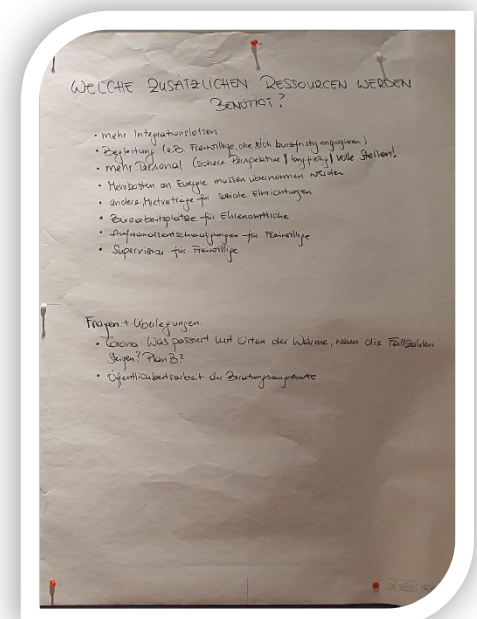 WELCHE ZUSÄTZLICHEN RESSOURCEN WERDEN
BENÖTIGT?
• mehr Integrationslotsen
• Begleitung (z.B. Freiwillige, die sich kurzfristig engagieren)
• mehr Personal (sichere Perspektive | langfristig | volle Stellen!
• Mehrkosten an Energie müssen übernommen werden
• andere Mietverträge für soziale Einrichtungen
• Büroarbeitsplätze für Ehrenamtliche
• Aufwandsentschädigungen für Freiwillige
• Supervision für Freiwillige
Fragen + Überlegungen:
• Corona: Was passiert mit Orten der Wärme, wenn die Fallzahlen
steigen? Plan B?
• Öffentlichkeitsarbeit der Beratungsangebote